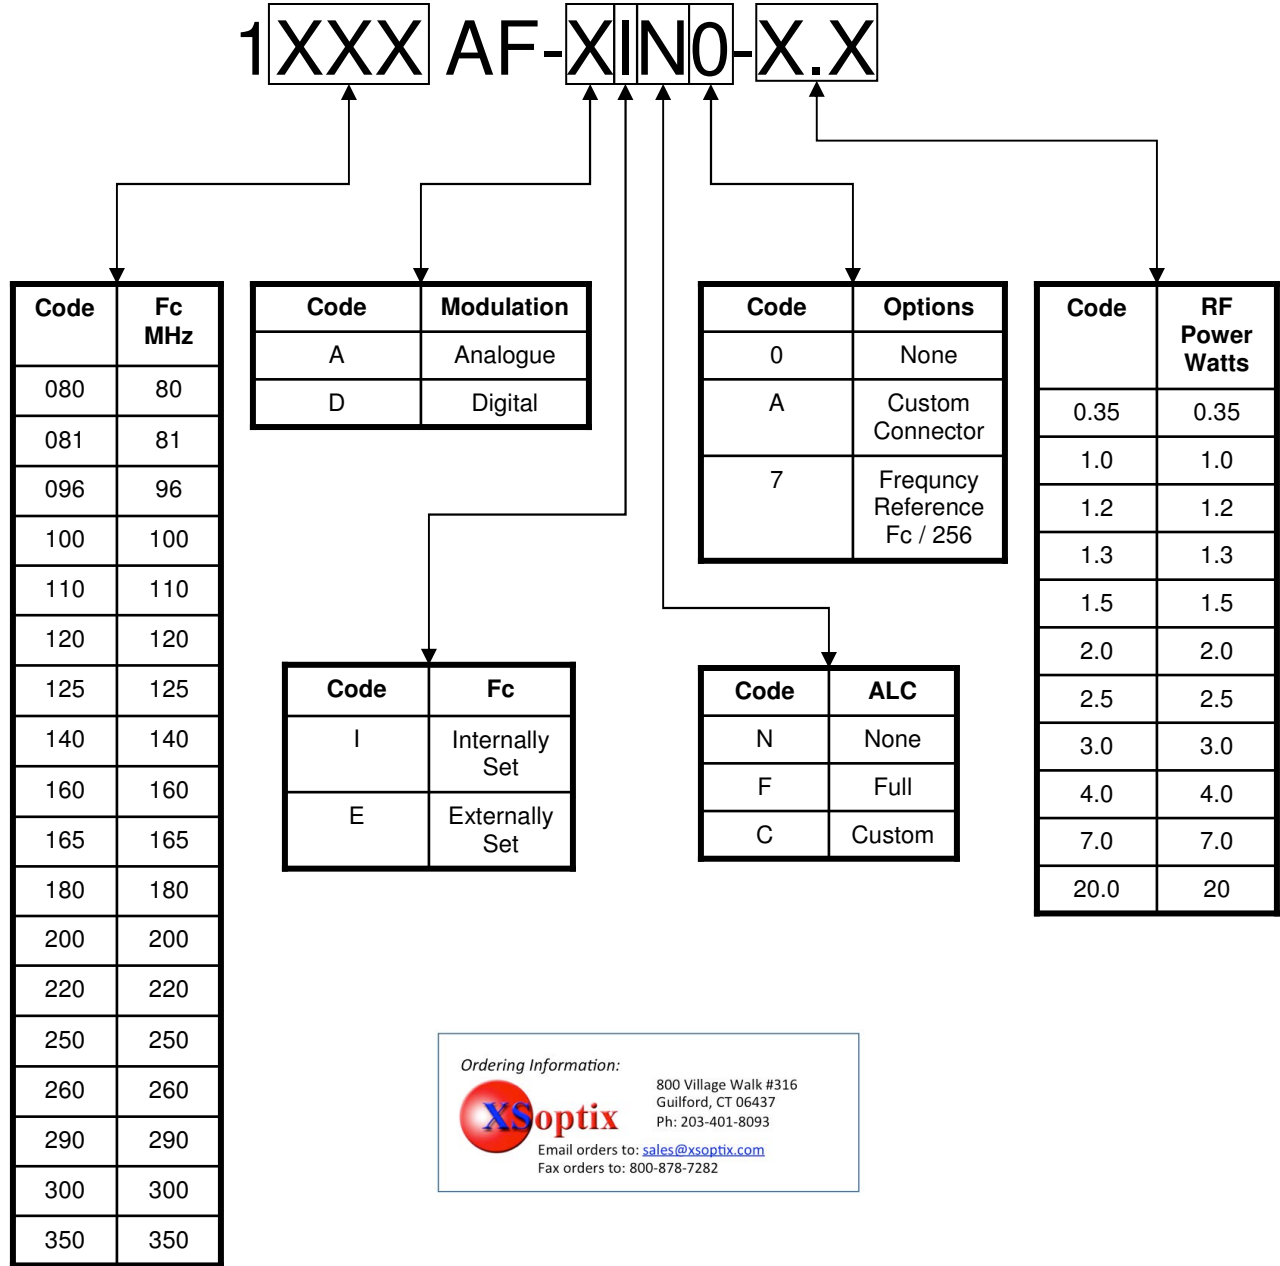 1XXX AF-XIN0-X.X
Code Fc MHz
080 80
081 81
096 96
100 100
110 110
120 120
125 125
140 140
160 160
165 165
180 180
200 200
220 220
250 250
260 260
290 290
300 300
350 350
Code Modulation
A Analogue
D Digital
Code Fc
I Internally
Set
E Externally
Set
Code Options
0 None
A Custom
Connector
7 Frequncy
Reference
Fc / 256
Code ALC
N None
F Full
C Custom
Code RF
Power
Watts
0.35 0.35
1.0 1.0
1.2 1.2
1.3 1.3
1.5 1.5
2.0 2.0
2.5 2.5
3.0 3.0
4.0 4.0
7.0 7.0
20.0 20
Ordering Information:
XSoptix
800 Village Walk #316
Guilford, CT 06437
Ph: 203-401-8093
Email orders to: sales@xsoptix.com
Fax orders to: 800-878-7282